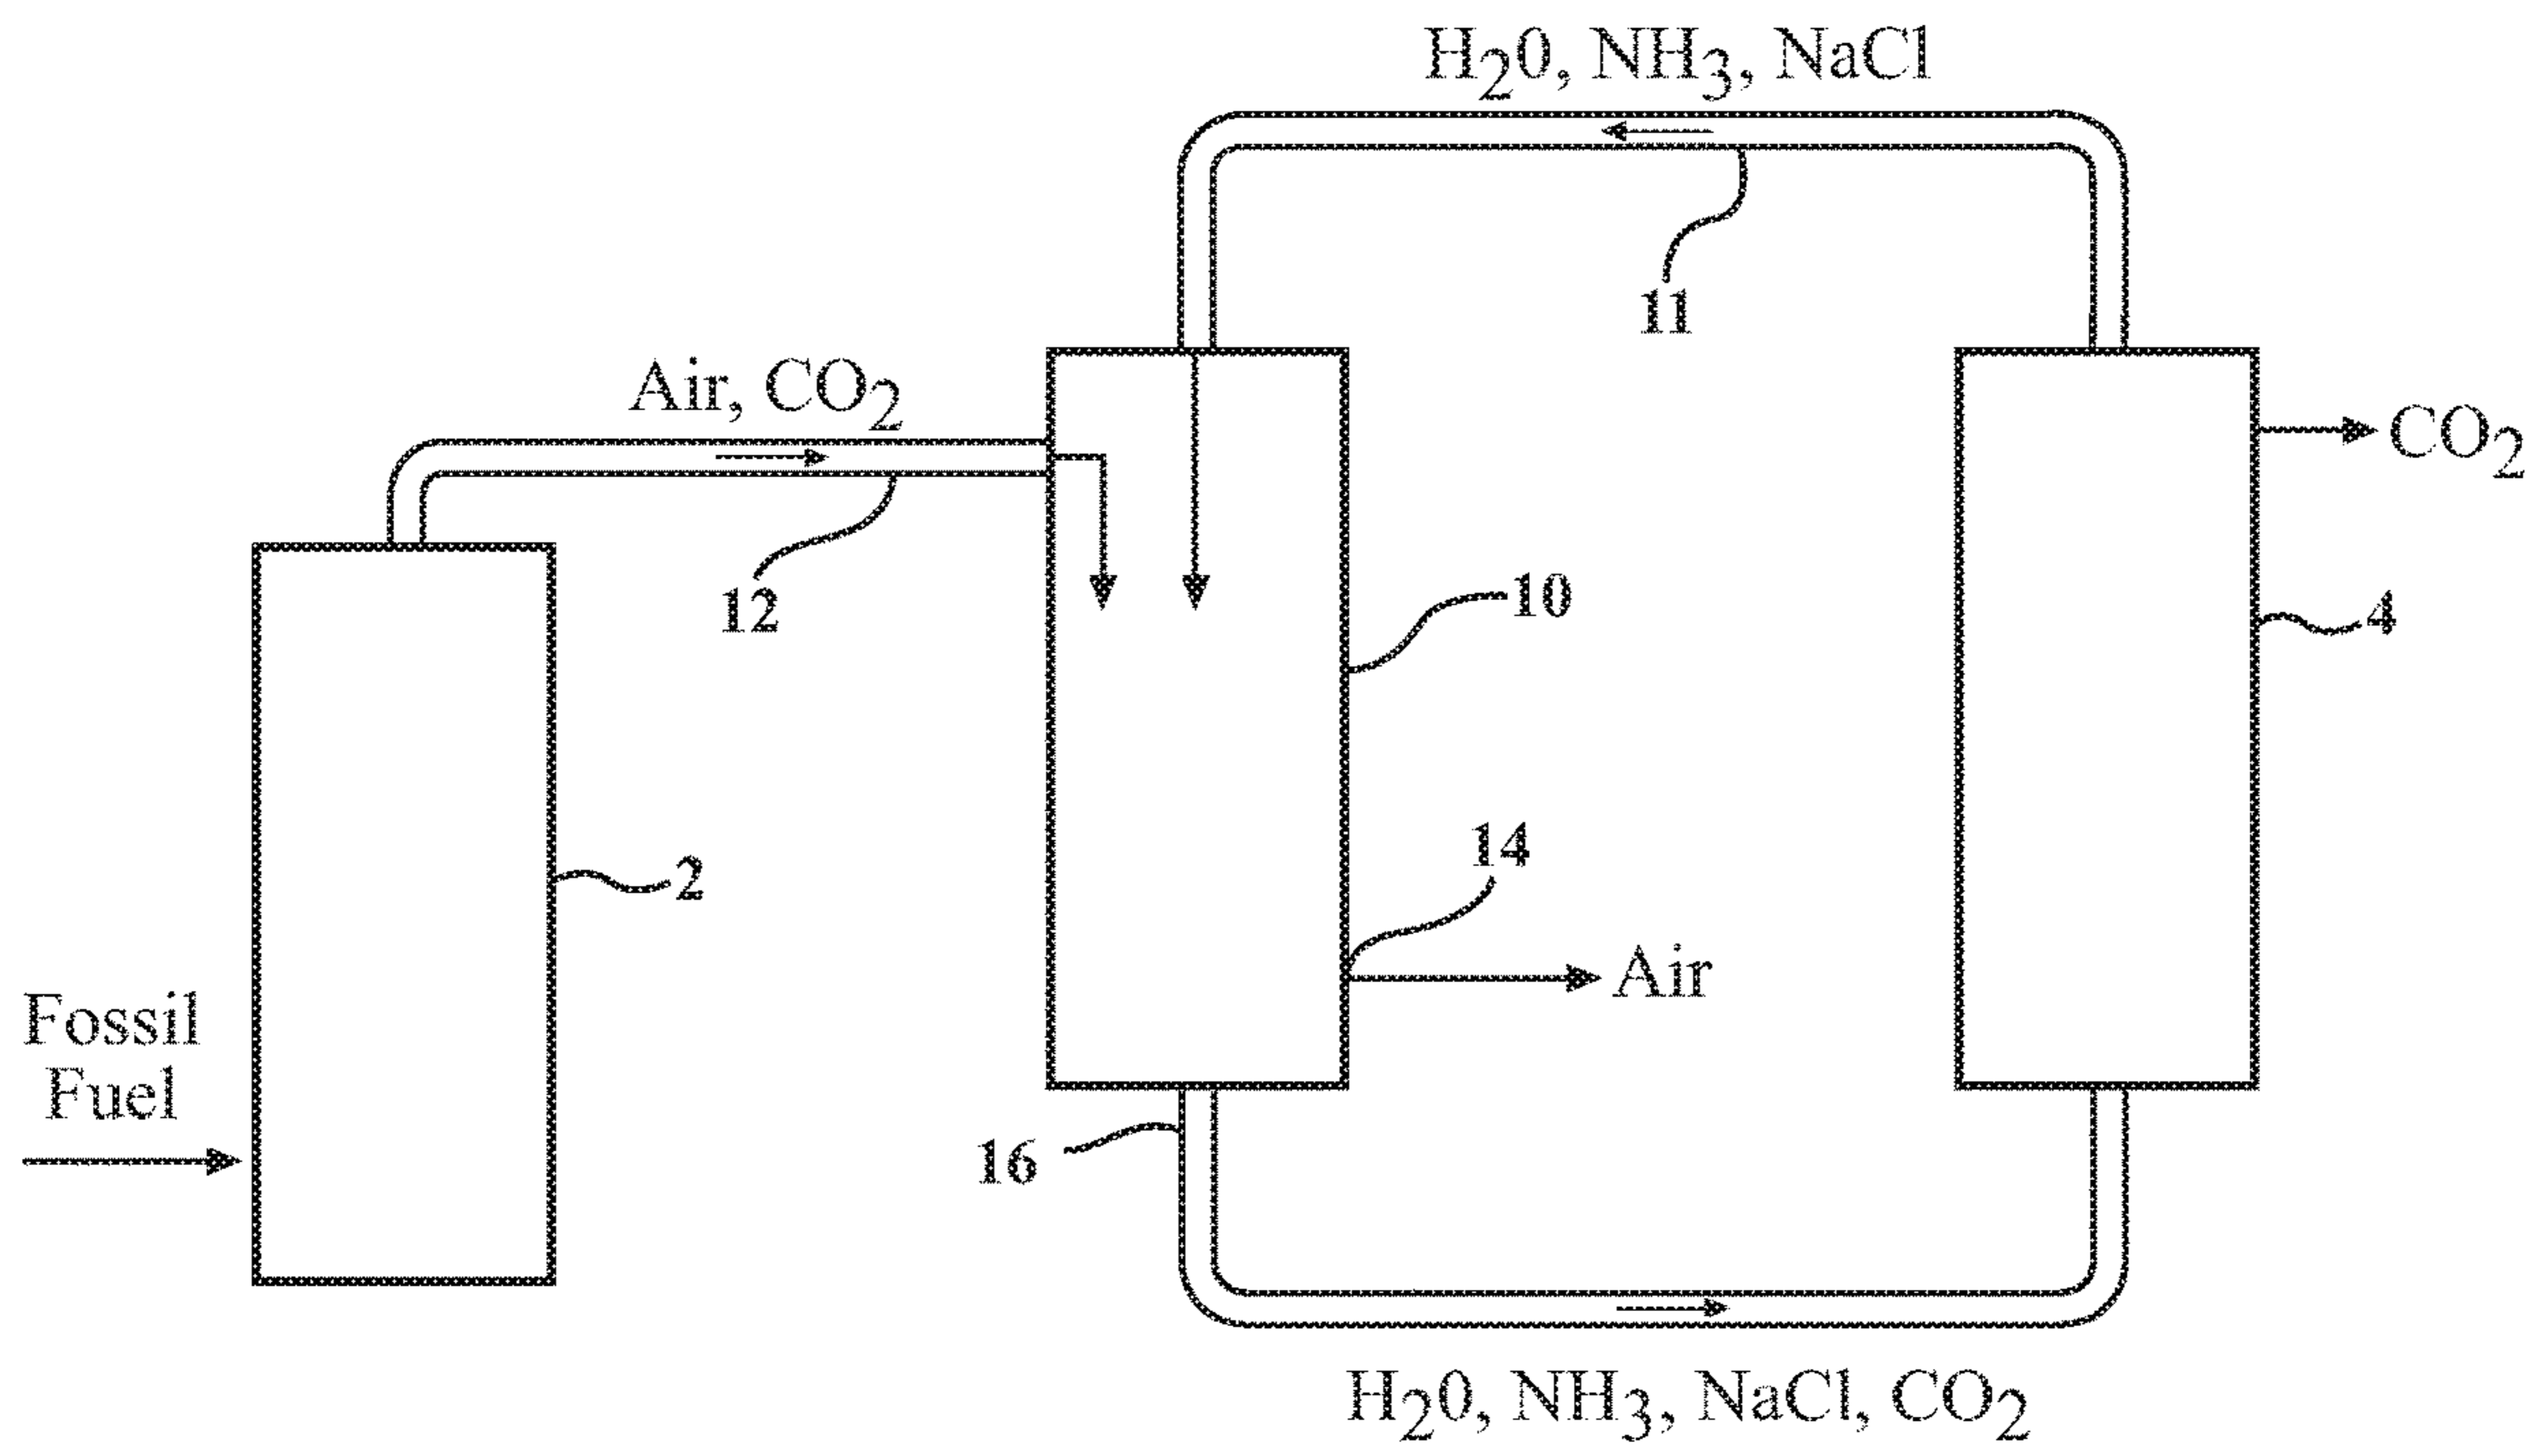 H₂0, NH₃, NaCl
11
Air, CO₂
CO₂
12
10
4
14
2
Air
Fossil
Fuel
16
H₂0, NH₃, NaCl, CO₂